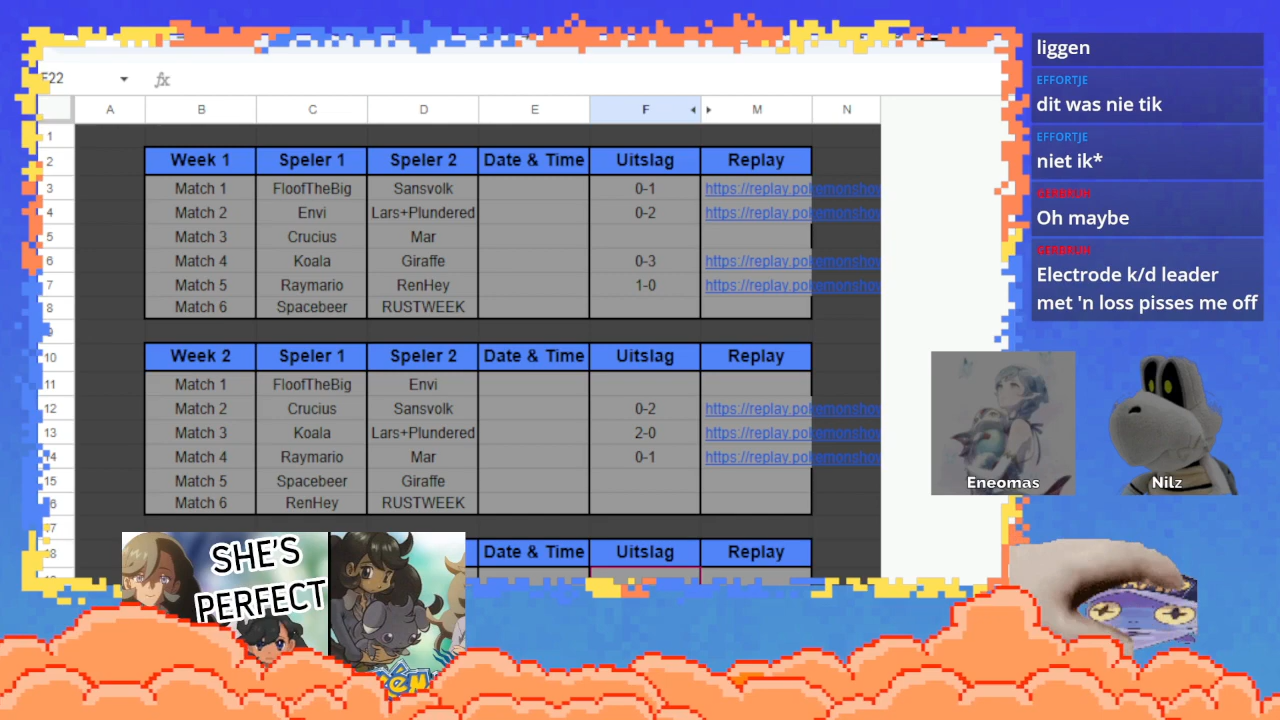 F22
fx
A B C D E F M N
1
2 Week 1 Speler 1 Speler 2 Date & Time Uitslag Replay
3 Match 1 FloofTheBig Sansvolk 0-1 https://replay.pokemonshow
4 Match 2 Envi Lars+Plundered 0-2 https://replay.pokemonshow
5 Match 3 Crucius Mar
6 Match 4 Koala Giraffe 0-3 https://replay.pokemonshow
7 Match 5 Raymario RenHey 1-0 https://replay.pokemonshow
8 Match 6 Spacebeer RUSTWEEK
9
10 Week 2 Speler 1 Speler 2 Date & Time Uitslag Replay
11 Match 1 FloofTheBig Envi
12 Match 2 Crucius Sansvolk 0-2 https://replay.pokemonshow
13 Match 3 Koala Lars+Plundered 2-0 https://replay.pokemonshow
14 Match 4 Raymario Mar 0-1 https://replay.pokemonshow
15 Match 5 Spacebeer Giraffe
16 Match 6 RenHey RUSTWEEK
17
18 Date & Time Uitslag Replay
liggen
EFFORTJE
dit was nie tik
EFFORTJE
niet ik*
CERBRUH
Oh maybe
CERBRUH
Electrode k/d leader
met 'n loss pisses me off
Eneomas
Nilz
SHE'S
PERFECT